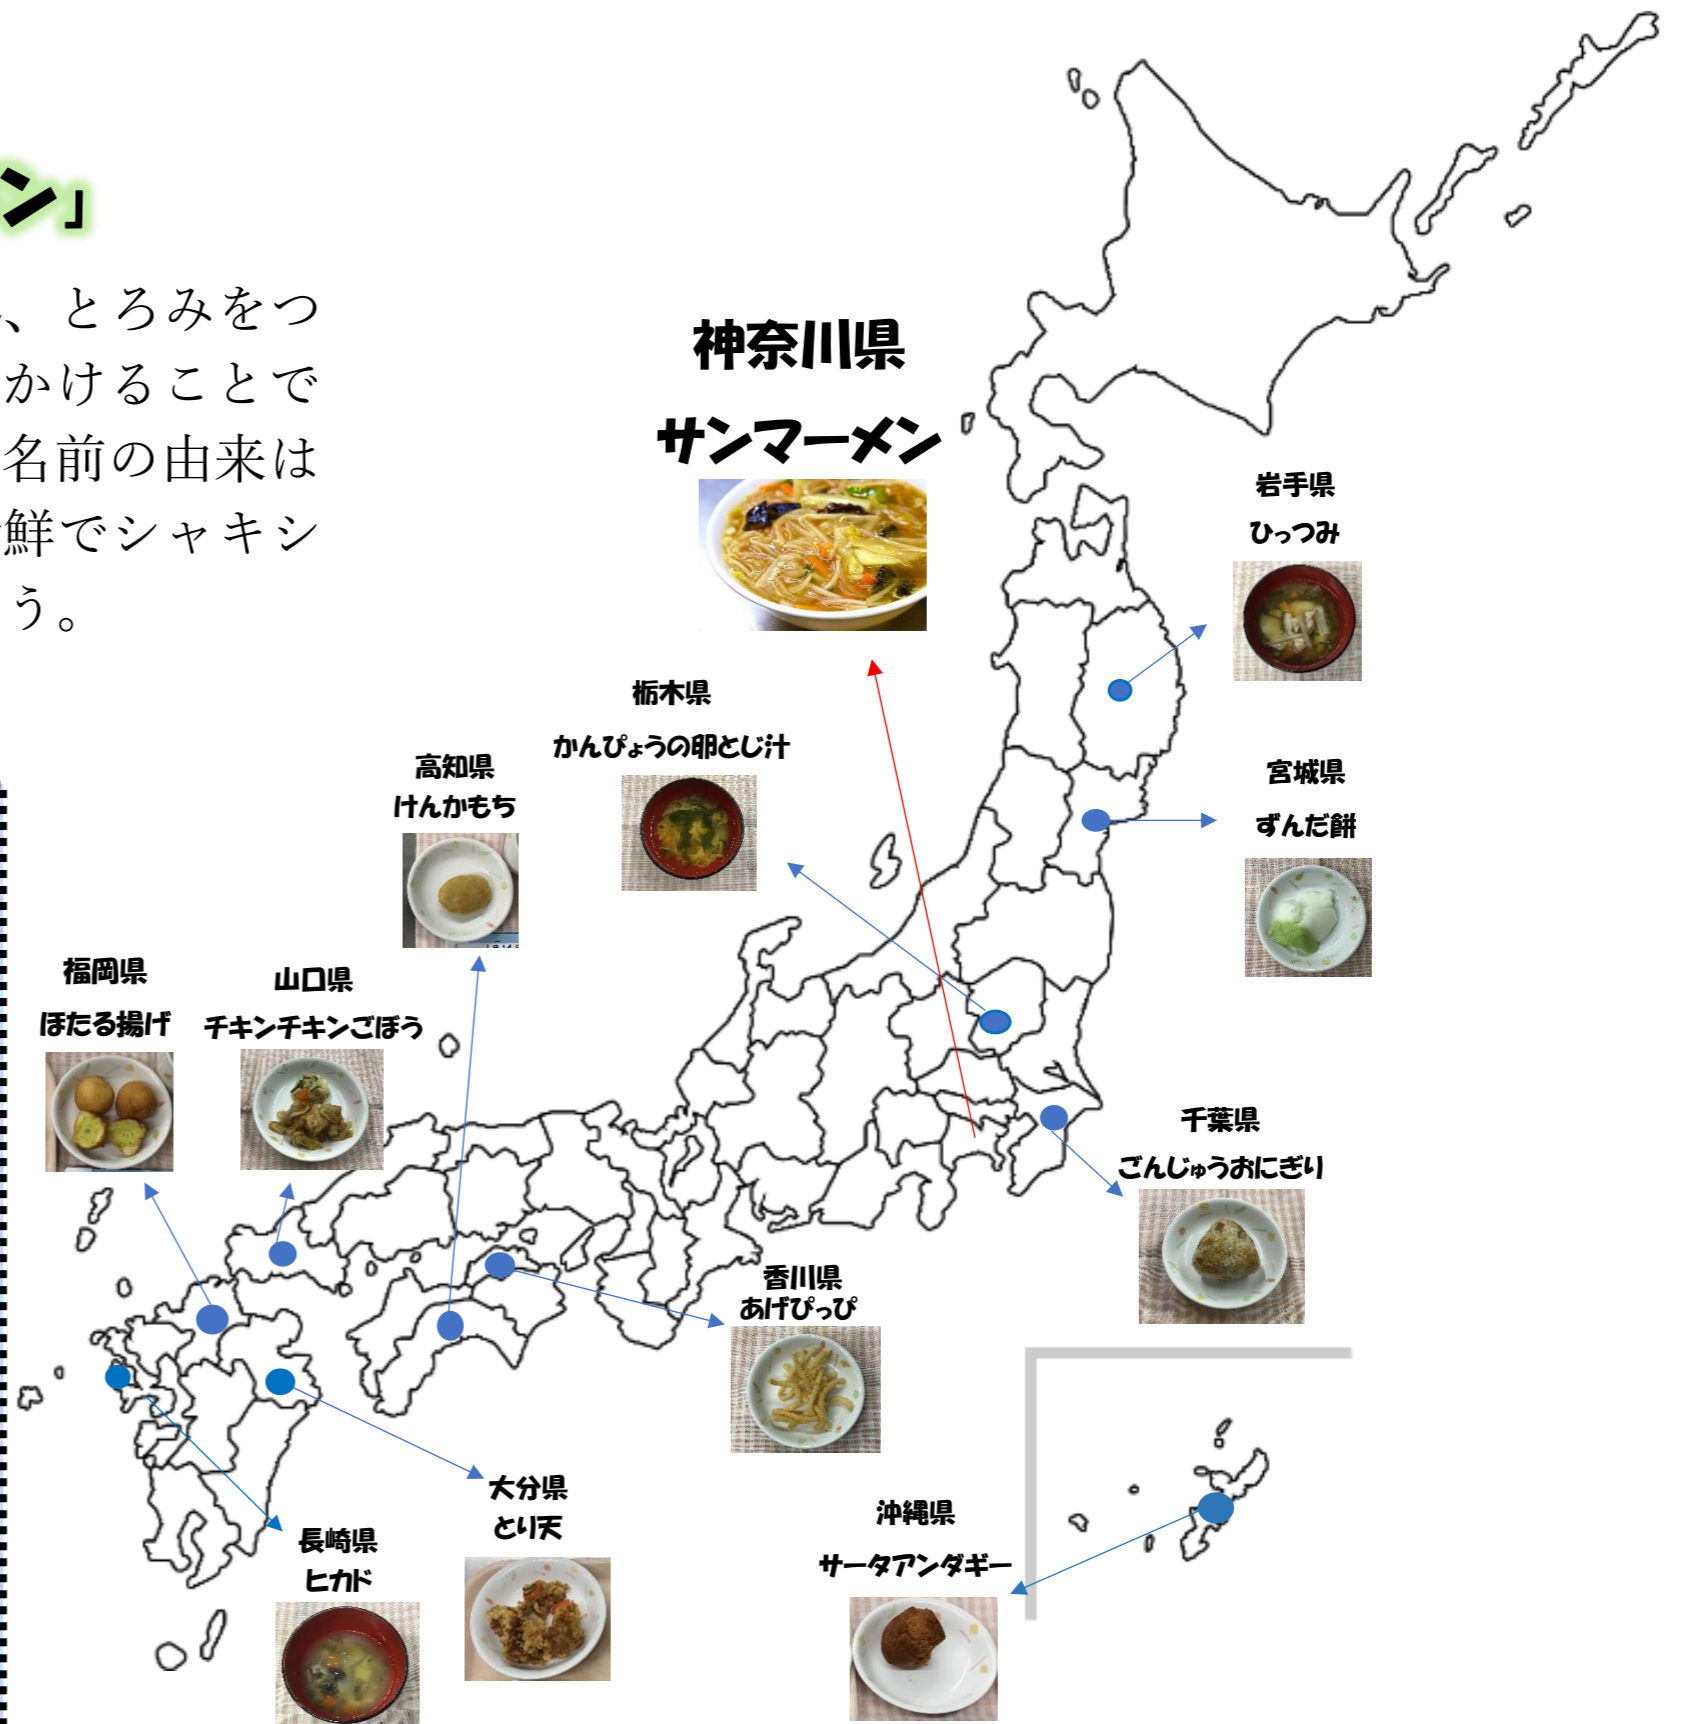 ン」
、とろみをつ
かけることで
名前の由来は
鮮でシャキシ
う。
神奈川県
サンマーメン
岩手県
ひっつみ
栃木県
かんぴょうの卵とじ汁
高知県
けんかもち
宮城県
ずんだ餅
福岡県
ほたる揚げ
山口県
チキンチキンごぼう
千葉県
ごんじゅうおにぎり
香川県
あげぴっぴ
大分県
とり天
長崎県
ヒカド
沖縄県
サータアンダギー